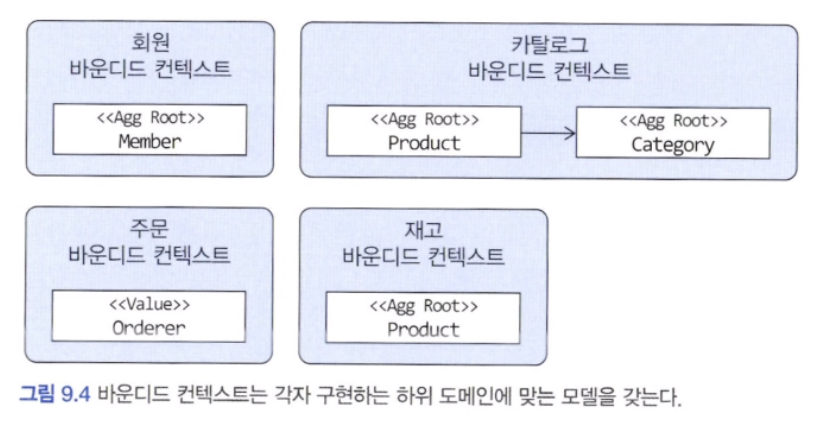 회원
바운디드 컨텍스트
<<Agg Root>>
Member
카탈로그
바운디드 컨텍스트
<<Agg Root>>
Product
<<Agg Root>>
Category
주문
바운디드 컨텍스트
<<Value>>
Orderer
재고
바운디드 컨텍스트
<<Agg Root>>
Product
그림 9.4 바운디드 컨텍스트는 각자 구현하는 하위 도메인에 맞는 모델을 갖는다.